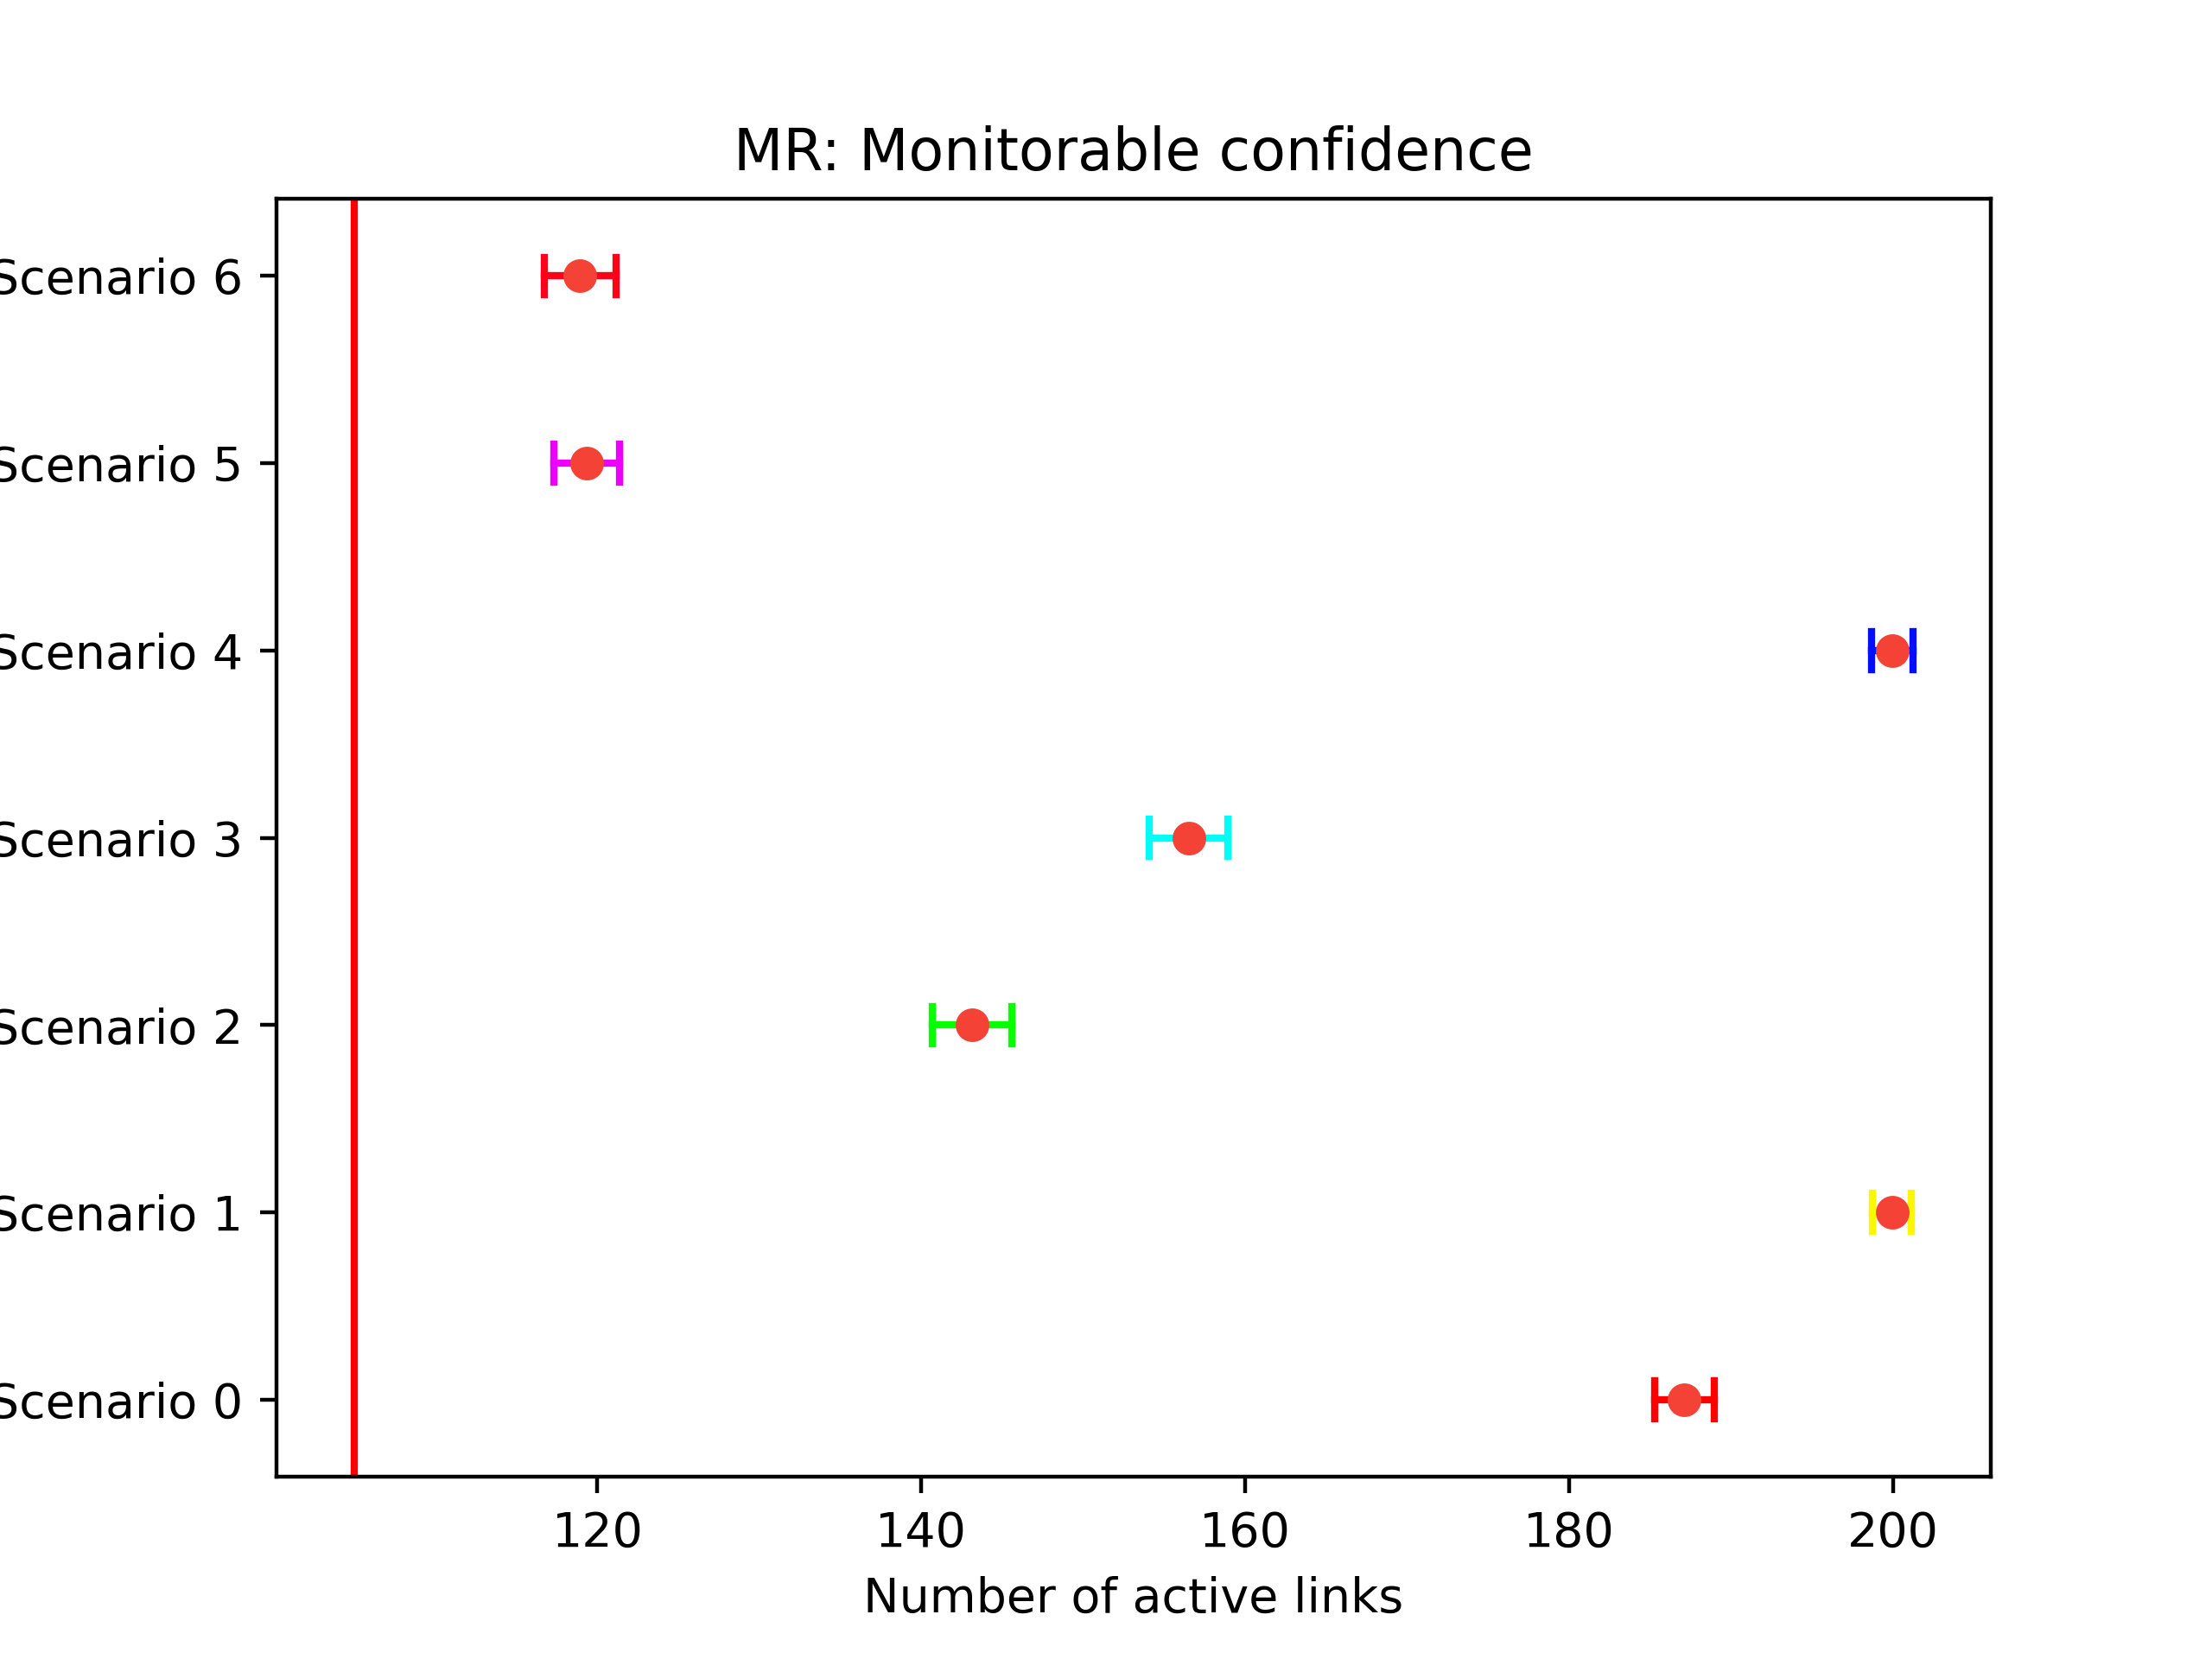 MR: Monitorable confidence
Scenario 6
Scenario 5
Scenario 4
Scenario 3
Scenario 2
Scenario 1
Scenario 0
120 140 160 180 200
Number of active links